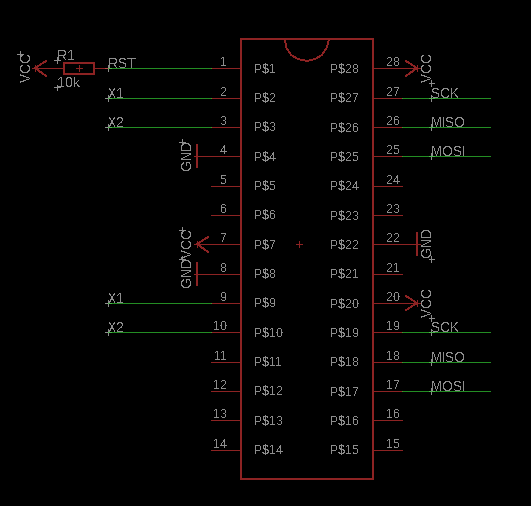 VCC R1 10k RST 1 P$1 P$28 28 VCC
X1 2 P$2 P$27 27 SCK
X2 3 P$3 P$26 26 MISO
GND 4 P$4 P$25 25 MOSI
5 P$5 P$24 24
6 P$6 P$23 23
VCC 7 P$7 P$22 22 GND
GND 8 P$8 P$21 21
X1 9 P$9 P$20 20 VCC
X2 10 P$10 P$19 19 SCK
11 P$11 P$18 18 MISO
12 P$12 P$17 17 MOSI
13 P$13 P$16 16
14 P$14 P$15 15